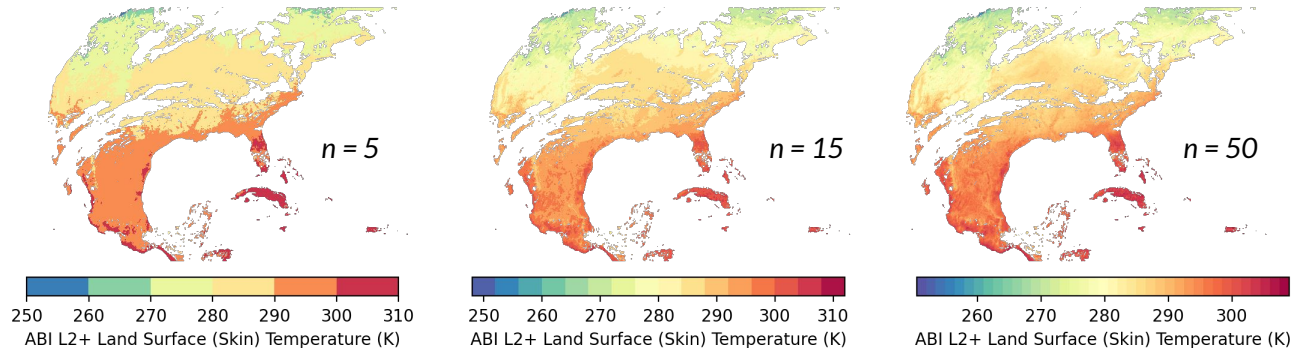 n = 5
n = 15
n = 50
250 260 270 280 290 300 310
250 260 270 280 290 300 310
260 270 280 290 300
ABI L2+ Land Surface (Skin) Temperature (K)
ABI L2+ Land Surface (Skin) Temperature (K)
ABI L2+ Land Surface (Skin) Temperature (K)